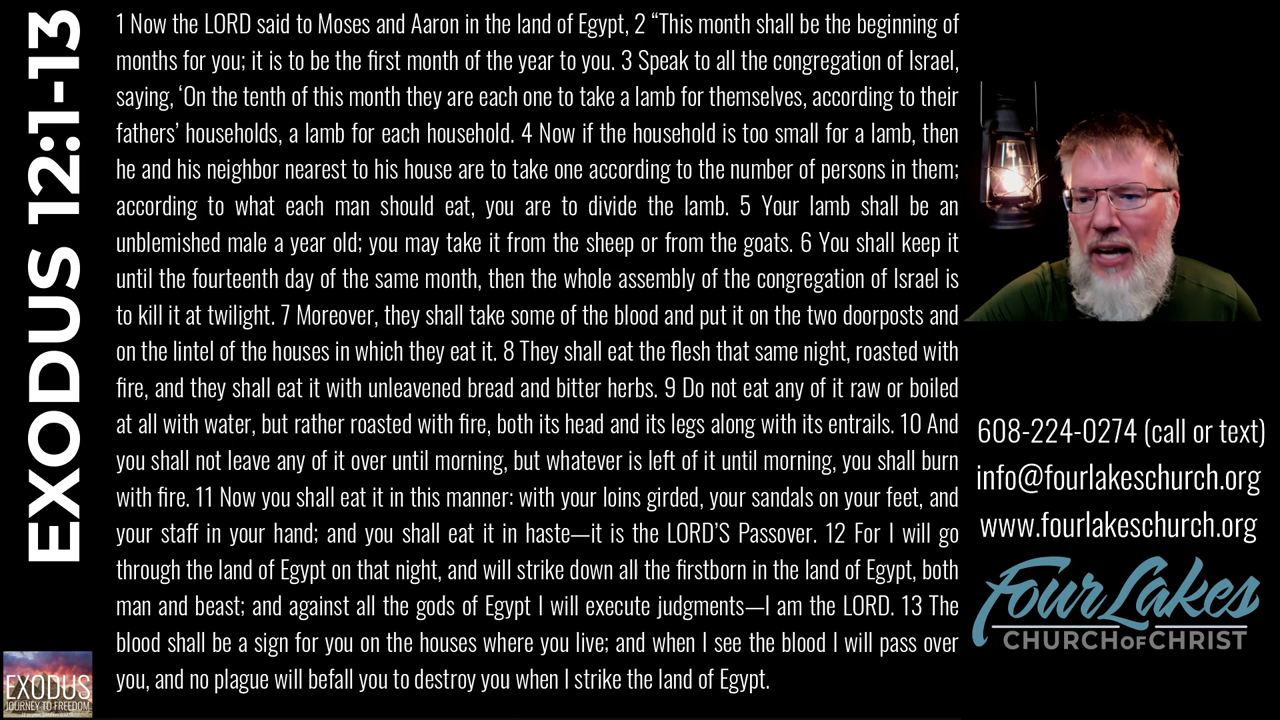 EXODUS 12:1-13
1 Now the LORD said to Moses and Aaron in the land of Egypt, 2 “This month shall be the beginning of
months for you; it is to be the first month of the year to you. 3 Speak to all the congregation of Israel,
saying, ‘On the tenth of this month they are each one to take a lamb for themselves, according to their
fathers’ households, a lamb for each household. 4 Now if the household is too small for a lamb, then
he and his neighbor nearest to his house are to take one according to the number of persons in them;
according to what each man should eat, you are to divide the lamb. 5 Your lamb shall be an
unblemished male a year old; you may take it from the sheep or from the goats. 6 You shall keep it
until the fourteenth day of the same month, then the whole assembly of the congregation of Israel is
to kill it at twilight. 7 Moreover, they shall take some of the blood and put it on the two doorposts and
on the lintel of the houses in which they eat it. 8 They shall eat the flesh that same night, roasted with
fire, and they shall eat it with unleavened bread and bitter herbs. 9 Do not eat any of it raw or boiled
at all with water, but rather roasted with fire, both its head and its legs along with its entrails. 10 And
you shall not leave any of it over until morning, but whatever is left of it until morning, you shall burn
with fire. 11 Now you shall eat it in this manner: with your loins girded, your sandals on your feet, and
your staff in your hand; and you shall eat it in haste—it is the LORD’S Passover. 12 For I will go
through the land of Egypt on that night, and will strike down all the firstborn in the land of Egypt, both
man and beast; and against all the gods of Egypt I will execute judgments—I am the LORD. 13 The
blood shall be a sign for you on the houses where you live; and when I see the blood I will pass over
you, and no plague will befall you to destroy you when I strike the land of Egypt.
608-224-0274 (call or text)
info@fourlakeschurch.org
www.fourlakeschurch.org
Four Lakes
CHURCH OF CHRIST
EXODUS
JOURNEY TO FREEDOM